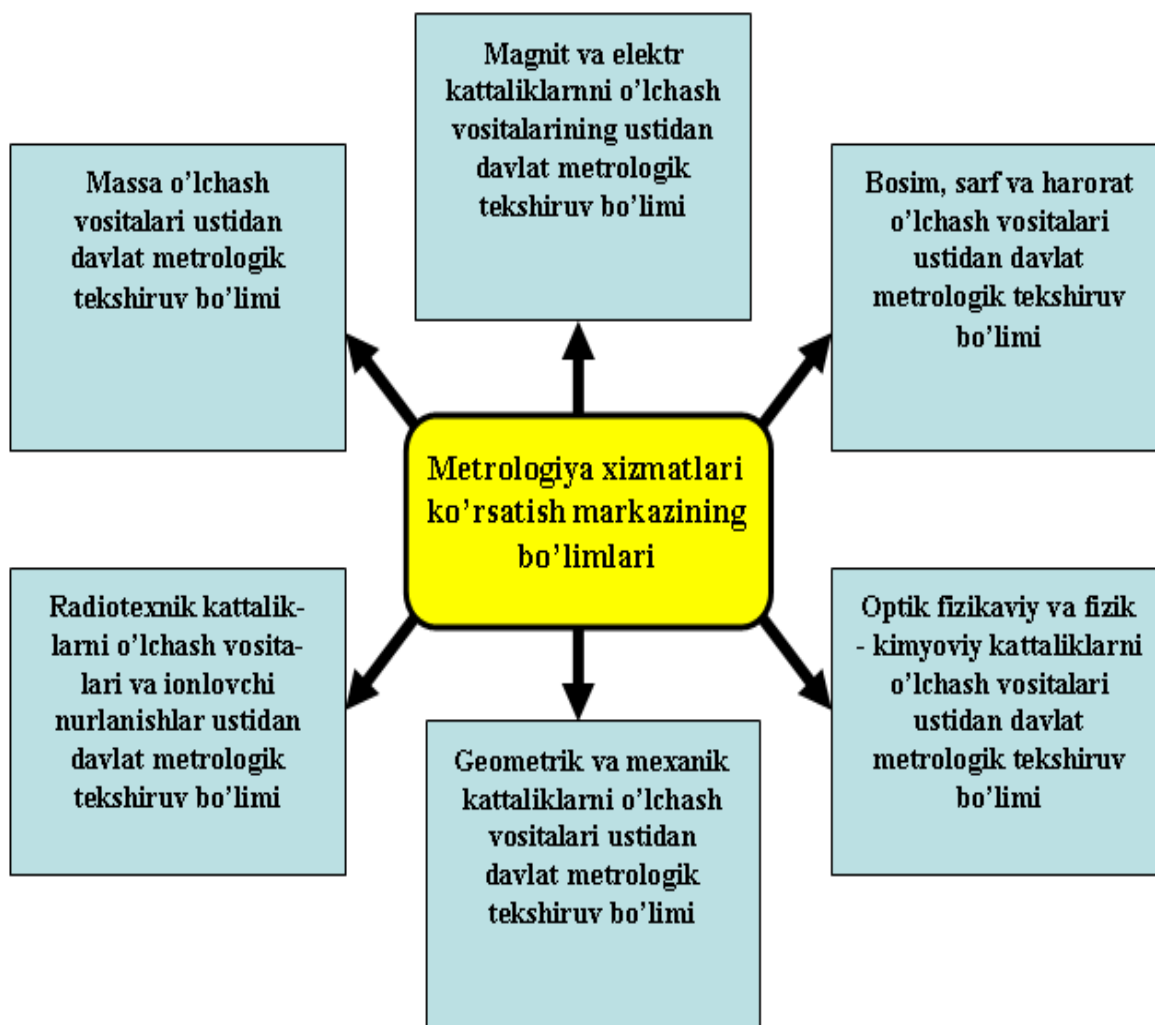 Magnit va elektr
kattaliklarnni o’lchash
vositalarining ustidan
davlat metrologik
tekshiruv bo’limi
Massa o’lchash
vositalari ustidan
davlat metrologik
tekshiruv bo’limi
Bosim, sarf va harorat
o’lchash vositalari
ustidan davlat
metrologik tekshiruv
bo’limi
Metrologiya xizmatlari
ko’rsatish markazining
bo’limlari
Radiotexnik kattalik-
larni o’lchash vosita-
lari va ionlovchi
nurlanishlar ustidan
davlat metrologik
tekshiruv bo’limi
Optik fizikaviy va fizik
- kimyoviy kattaliklarni
o’lchash vositalari
ustidan davlat
metrologik tekshiruv
bo’limi
Geometrik va mexanik
kattaliklarni o’lchash
vositalari ustidan
davlat metrologik
tekshiruv bo’limi